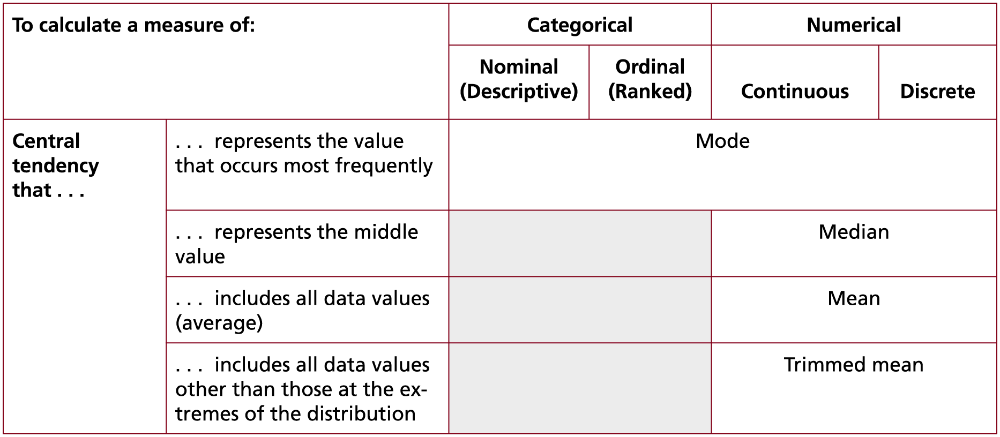 To calculate a measure of:
Categorical
Numerical
Nominal
(Descriptive)
Ordinal
(Ranked)
Continuous
Discrete
Central
tendency
that . . .
. . . represents the value
that occurs most frequently
Mode
. . . represents the middle
value
Median
. . . includes all data values
(average)
Mean
. . . includes all data values
other than those at the ex-
tremes of the distribution
Trimmed mean